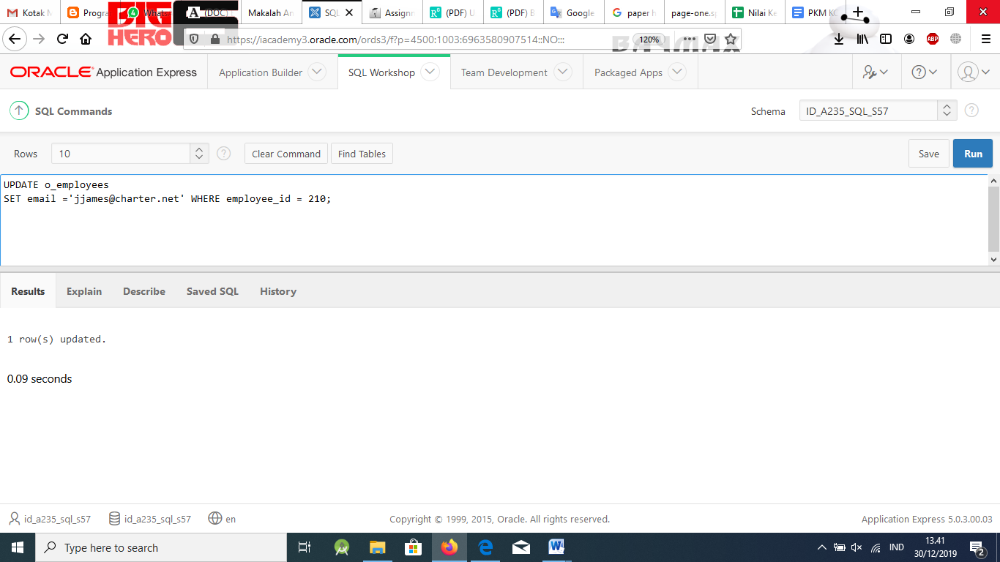 Kotak M
Progra
Whats
(DOC)
Makalah An
SQL
Assignm
(PDF) U
(PDF) B
Google
paper h
page-one.s
Nilai Ke
PKM KC
BIG
HERO
https://iacademy3.oracle.com/ords3/f?p=4500:1003:6963580907514::NO:::
120%
BAYMAX
ABP
ORACLE Application Express
Application Builder
SQL Workshop
Team Development
Packaged Apps
SQL Commands
Schema
ID_A235_SQL_S57
Rows
10
Clear Command
Find Tables
Save
Run
UPDATE o_employees
SET email ='jjames@charter.net' WHERE employee_id = 210;
Results
Explain
Describe
Saved SQL
History
1 row(s) updated.
0.09 seconds
id_a235_sql_s57
id_a235_sql_s57
en
Copyright © 1999, 2015, Oracle. All rights reserved.
Application Express 5.0.3.00.03
Type here to search
IND
13.41
30/12/2019
2